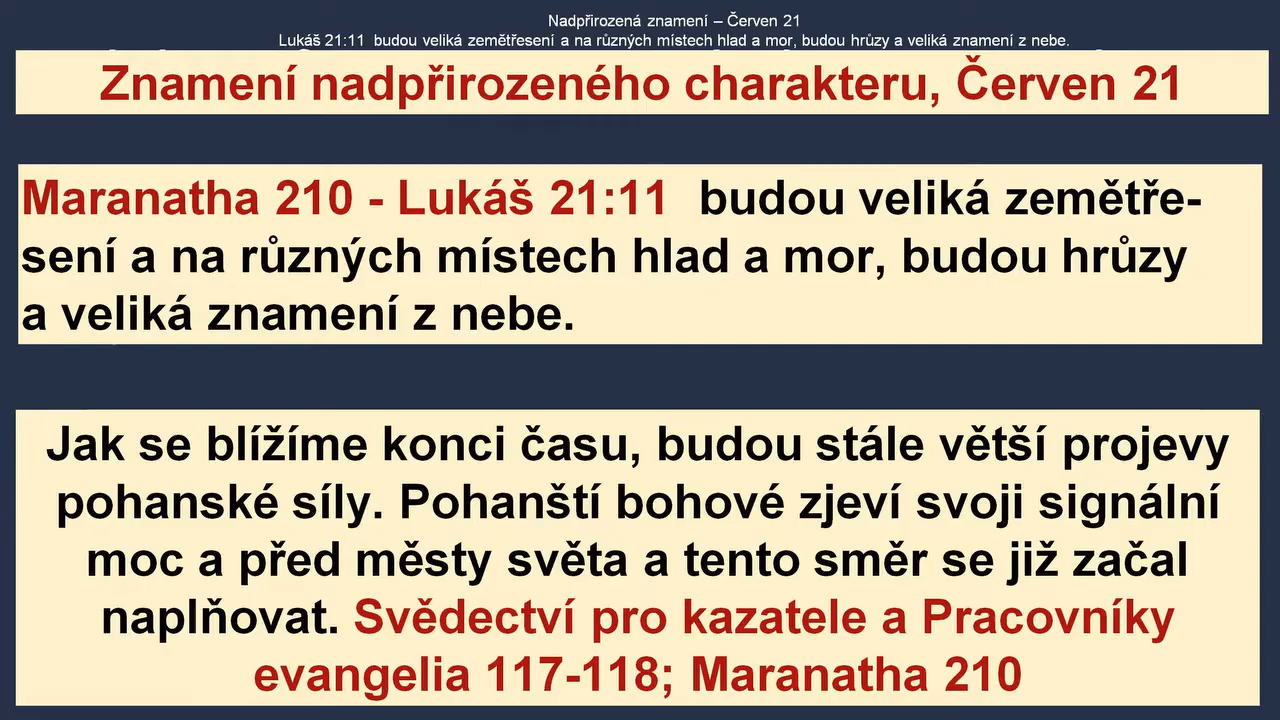 Nadpřirozená znamení – Červen 21
Lukáš 21:11 budou veliká zemětřesení a na různých místech hlad a mor, budou hrůzy a veliká znamení z nebe.
Znamení nadpřirozeného charakteru, Červen 21
Maranatha 210 - Lukáš 21:11 budou veliká zemětře-
sení a na různých místech hlad a mor, budou hrůzy
a veliká znamení z nebe.
Jak se blížíme konci času, budou stále větší projevy
pohanské síly. Pohanští bohové zjeví svoji signální
moc a před městy světa a tento směr se již začal
naplňovat. Svědectví pro kazatele a Pracovníky
evangelia 117-118; Maranatha 210